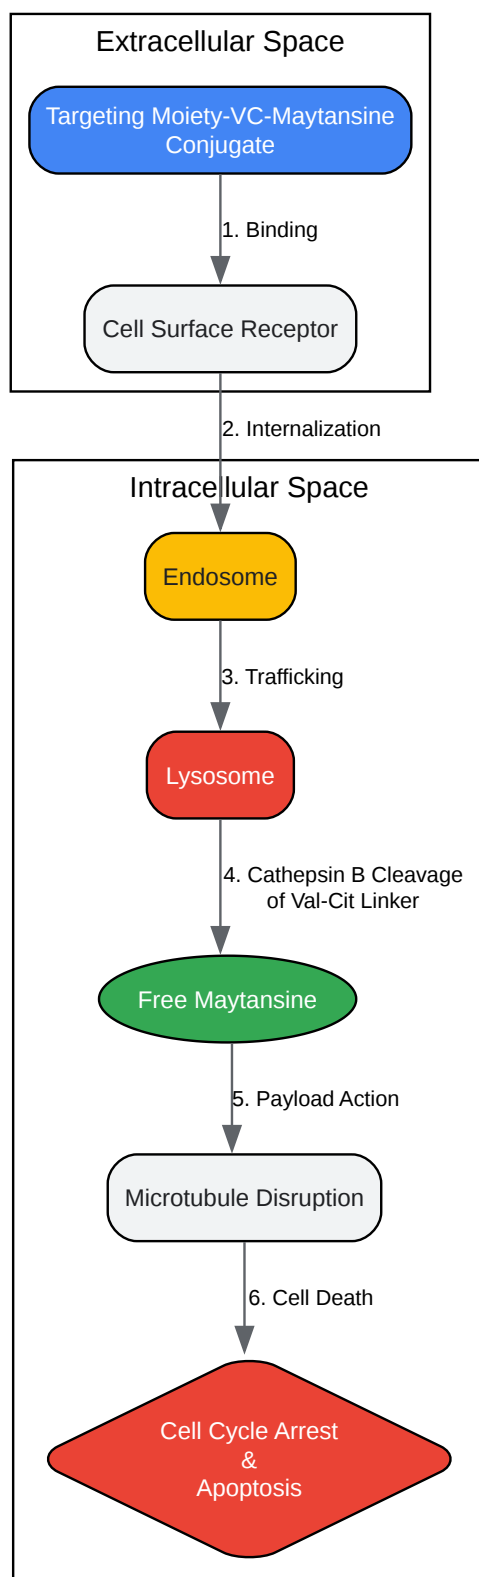 Extracellular Space
Targeting Moiety-VC-Maytansine
Conjugate
1. Binding
Cell Surface Receptor
2. Internalization
Intracellular Space
Endosome
3. Trafficking
Lysosome
4. Cathepsin B Cleavage
of Val-Cit Linker
Free Maytansine
5. Payload Action
Microtubule Disruption
6. Cell Death
Cell Cycle Arrest
&
Apoptosis